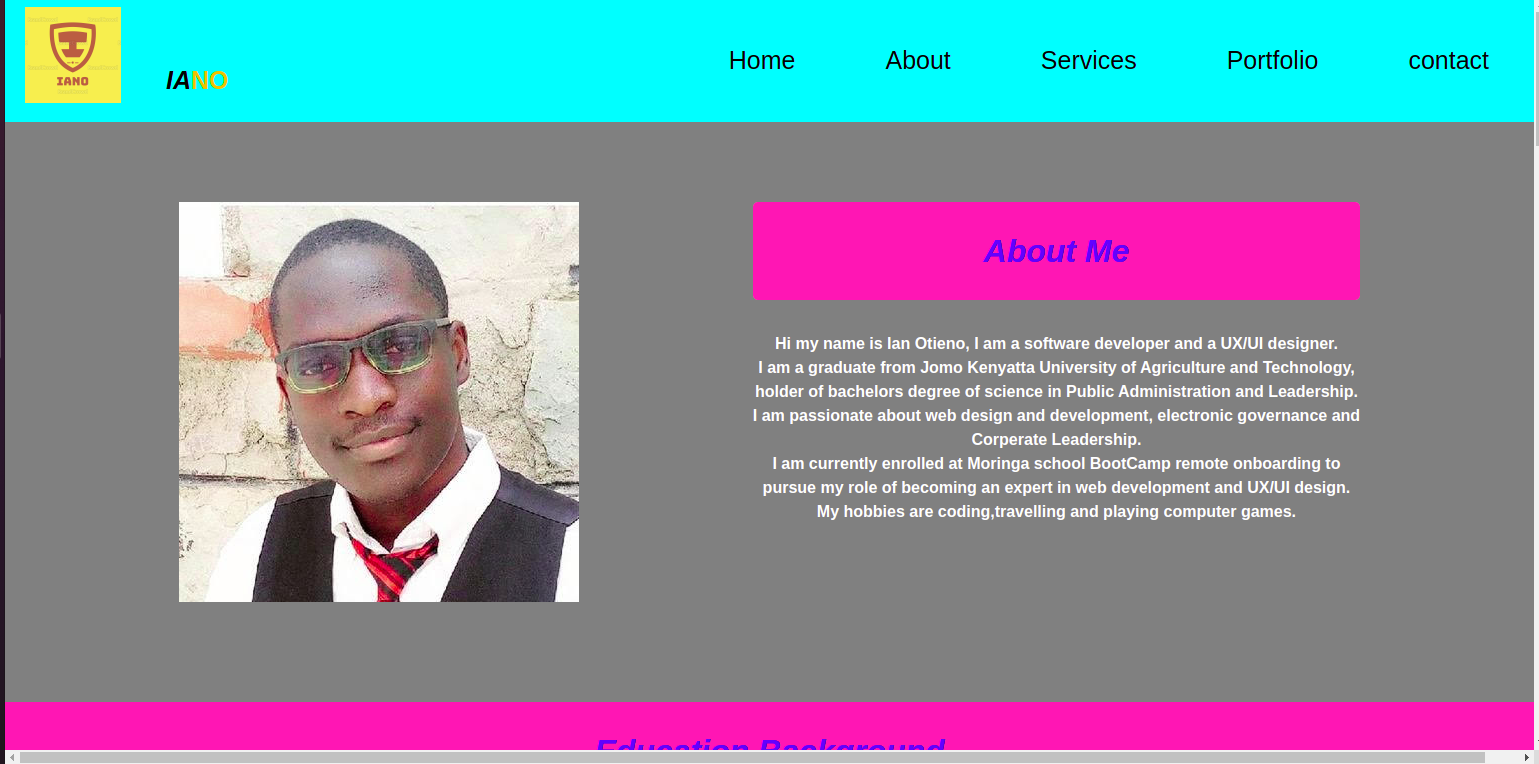 IANO
IANO
Home
About
Services
Portfolio
contact
About Me
Hi my name is Ian Otieno, I am a software developer and a UX/UI designer.
I am a graduate from Jomo Kenyatta University of Agriculture and Technology,
holder of bachelors degree of science in Public Administration and Leadership.
I am passionate about web design and development, electronic governance and
Corperate Leadership.
I am currently enrolled at Moringa school BootCamp remote onboarding to
pursue my role of becoming an expert in web development and UX/UI design.
My hobbies are coding,travelling and playing computer games.
Education Background